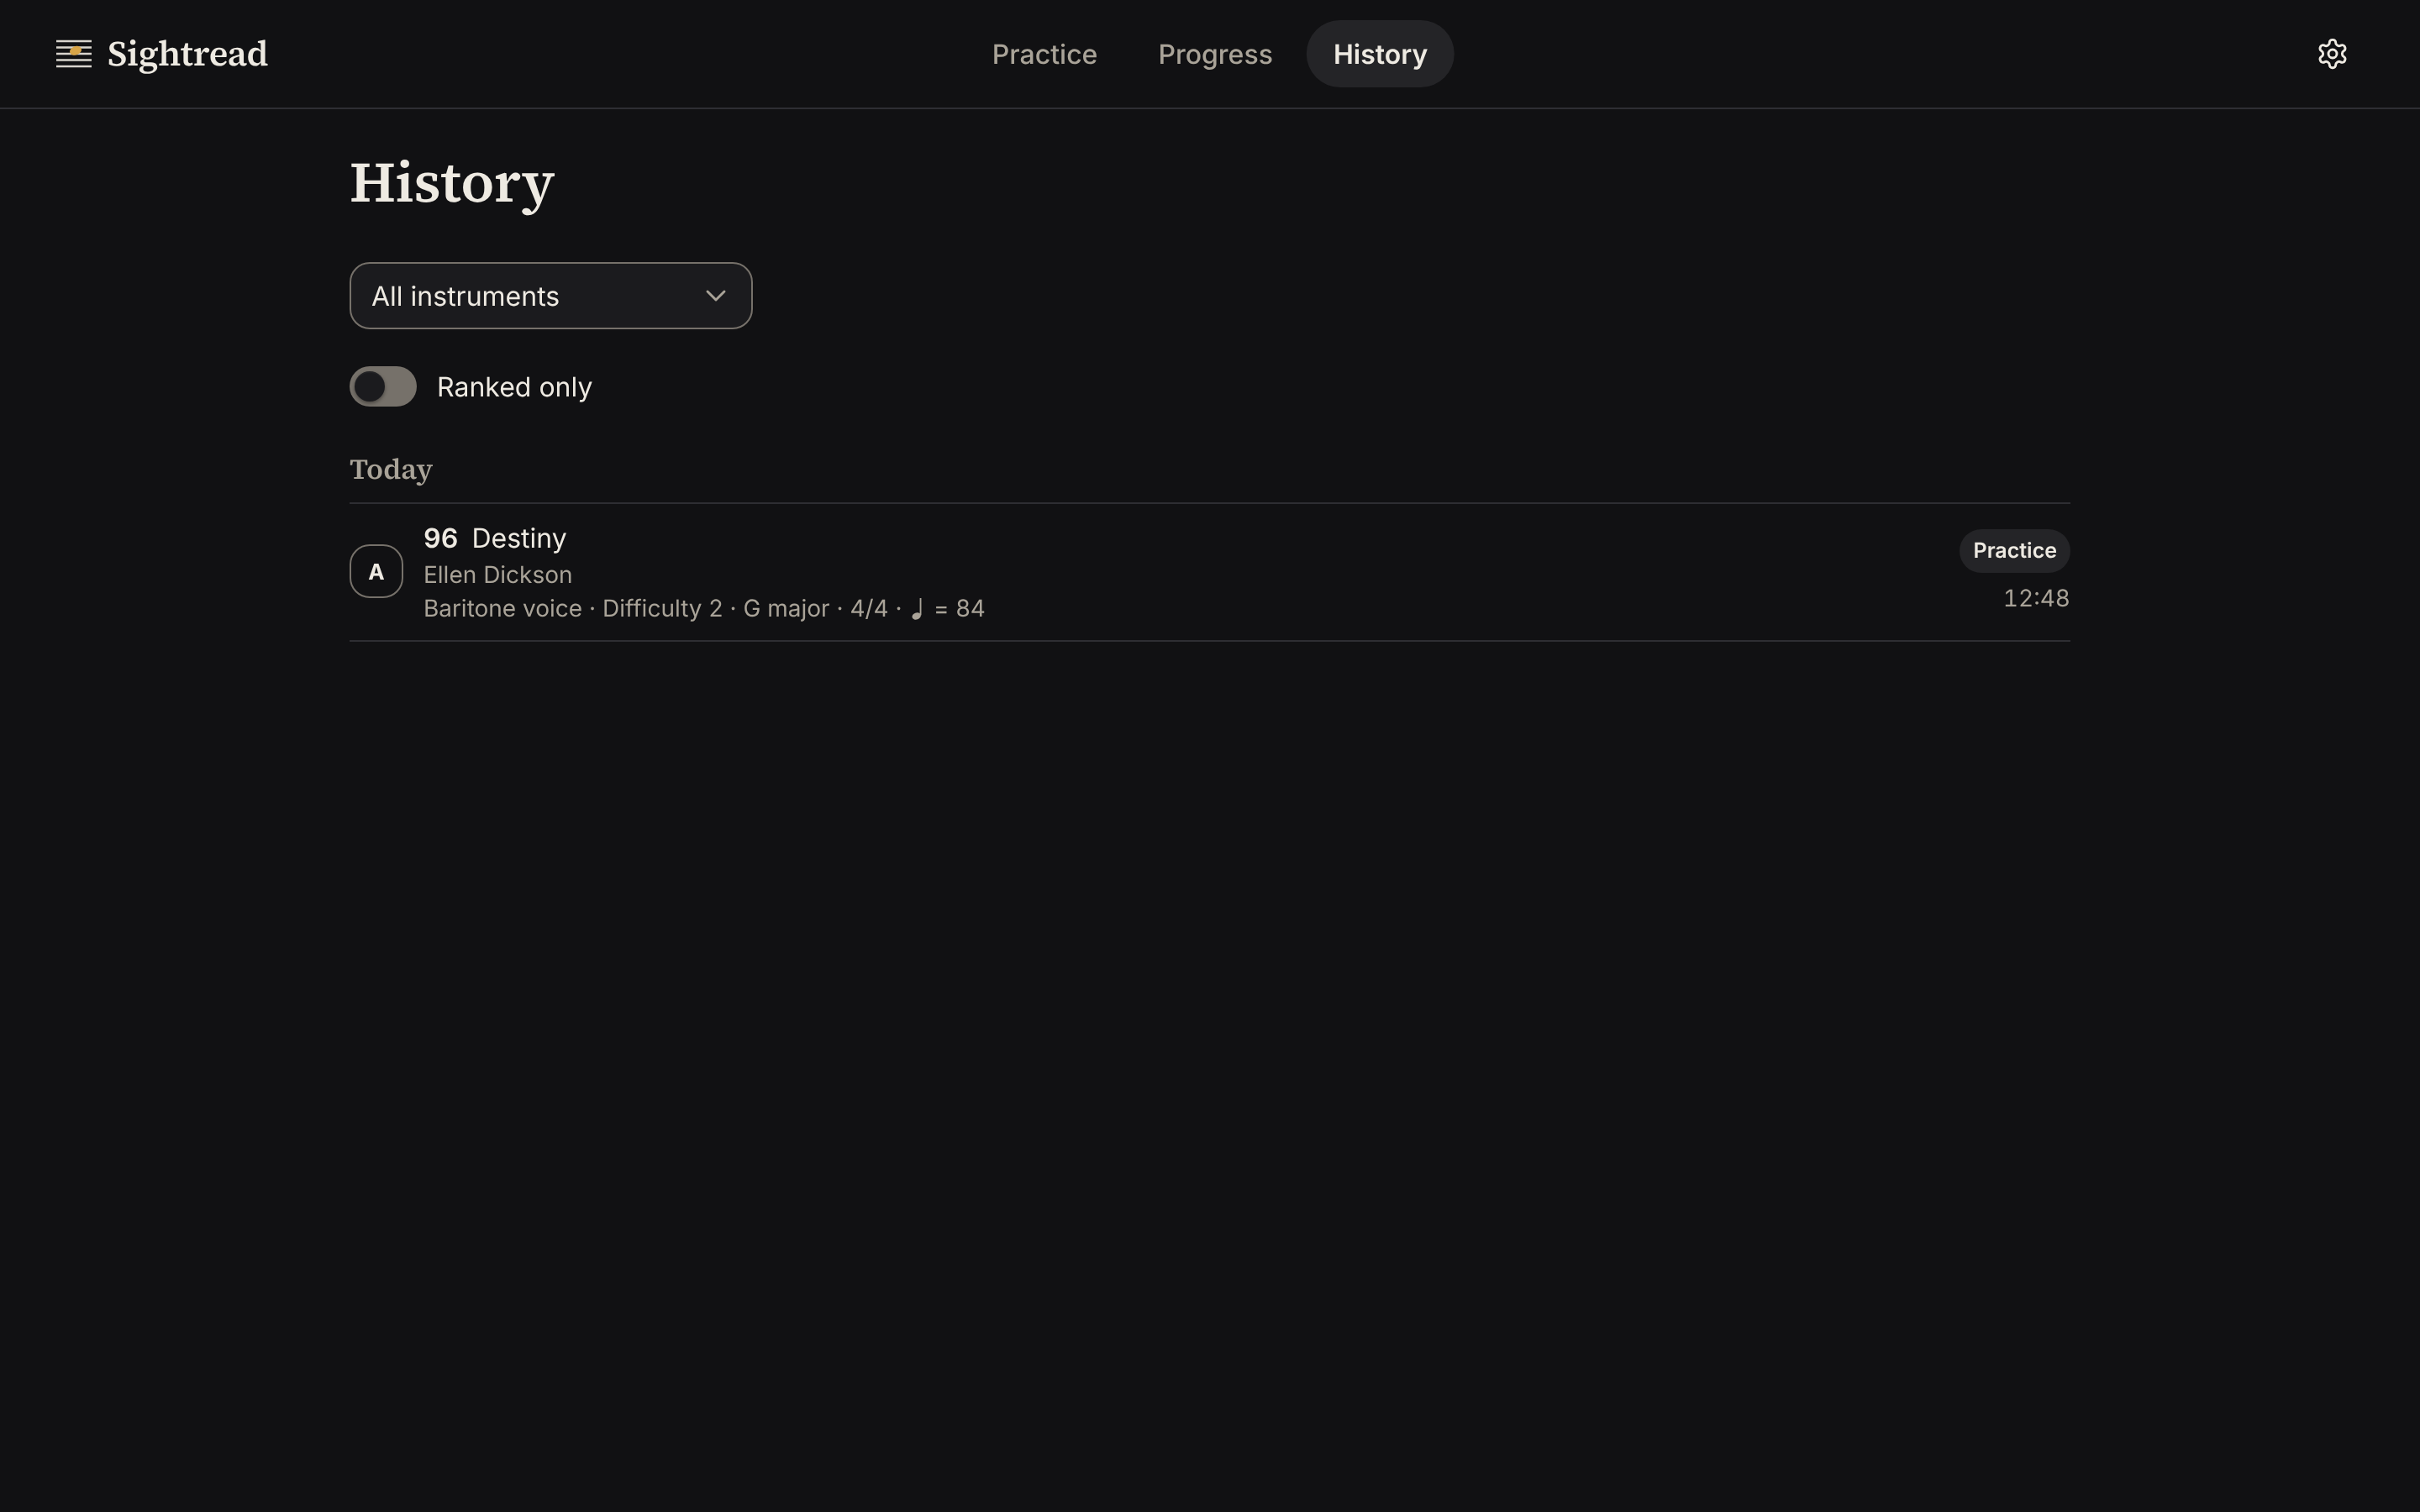 Sightread
Practice
Progress
History
History
All instruments
Ranked only
Today
A
96 Destiny
Ellen Dickson
Baritone voice · Difficulty 2 · G major · 4/4 · ♩ = 84
Practice
12:48